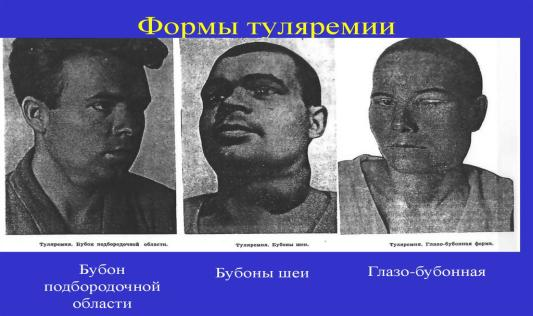 Формы туляремии
Туляремия. Бубон подбородочной области.
Туляремия. Бубоны шеи.
Туляремия. Глазо-бубонная форма.
Бубон
подбородочной
области
Бубоны шеи
Глазо-бубонная